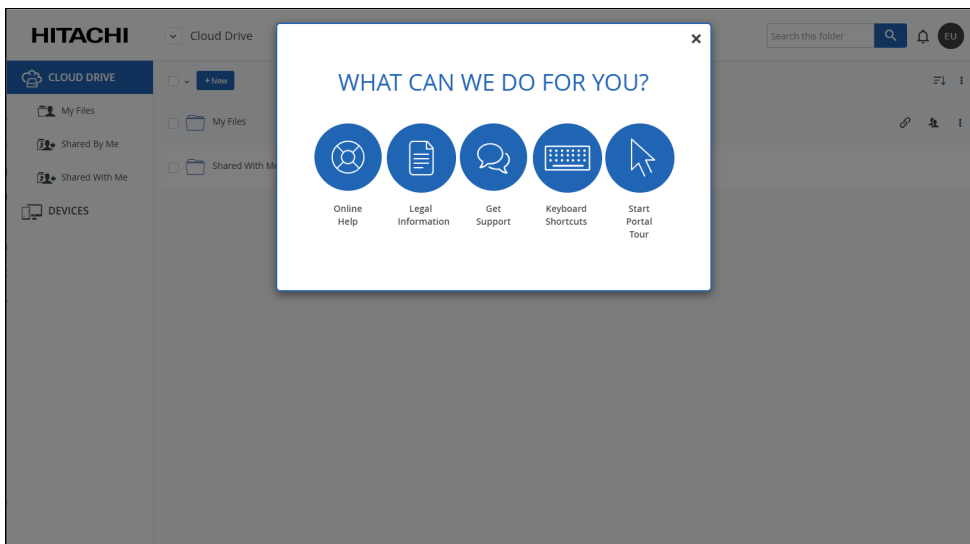 HITACHI
Cloud Drive
Search this folder
EU
CLOUD DRIVE
+ New
My Files
Shared By Me
Shared With Me
DEVICES
My Files
Shared With Me
WHAT CAN WE DO FOR YOU?
Online
Help
Legal
Information
Get
Support
Keyboard
Shortcuts
Start
Portal
Tour